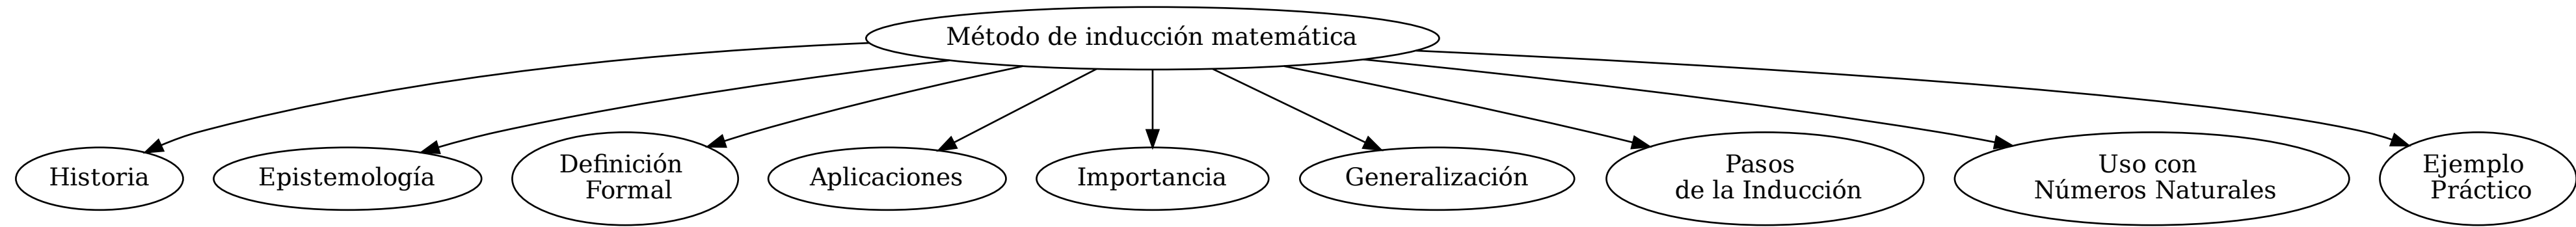 Método de inducción matemática
Historia
Epistemología
Definición
Formal
Aplicaciones
Importancia
Generalización
Pasos
de la Inducción
Uso con
Números Naturales
Ejemplo
Práctico